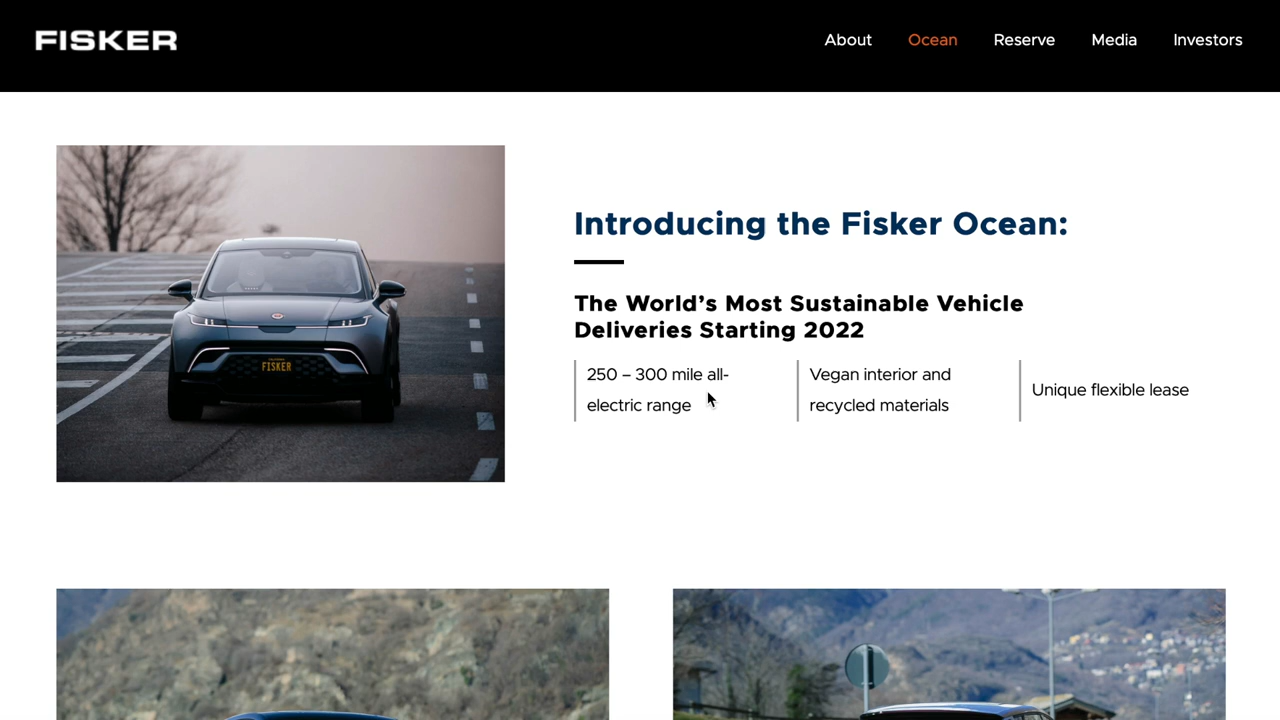 FISKER
About Ocean Reserve Media Investors
Introducing the Fisker Ocean:
The World’s Most Sustainable Vehicle
Deliveries Starting 2022
250 – 300 mile all-
electric range
Vegan interior and
recycled materials
Unique flexible lease
FISKER